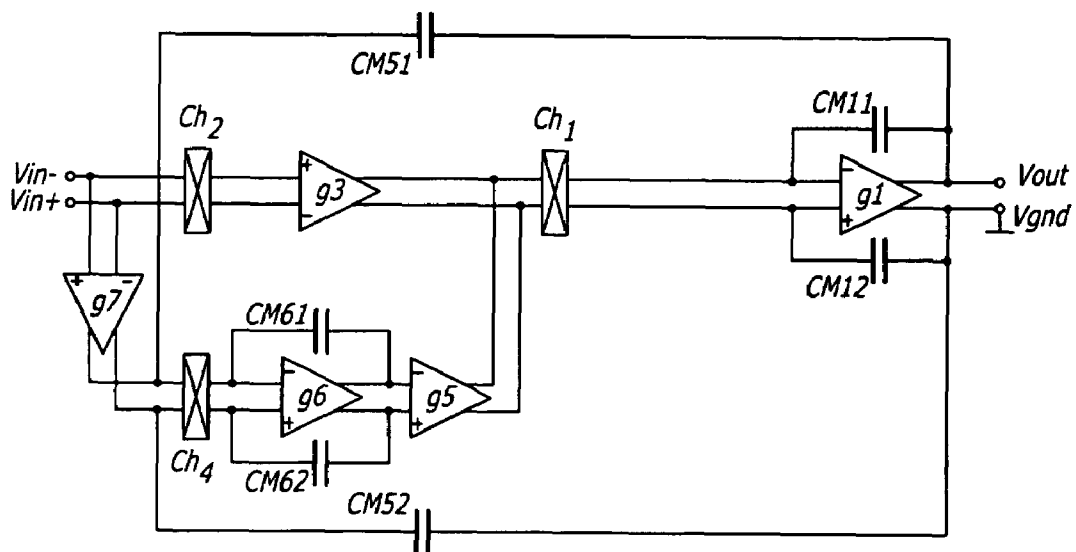 CM51
Ch2
Ch1
CM11
Vin-
Vin+
+
-
g3
-
+
g1
Vout
Vgnd
CM12
+
-
g7
CM61
-
+
g6
-
+
g5
Ch4
CM62
CM52